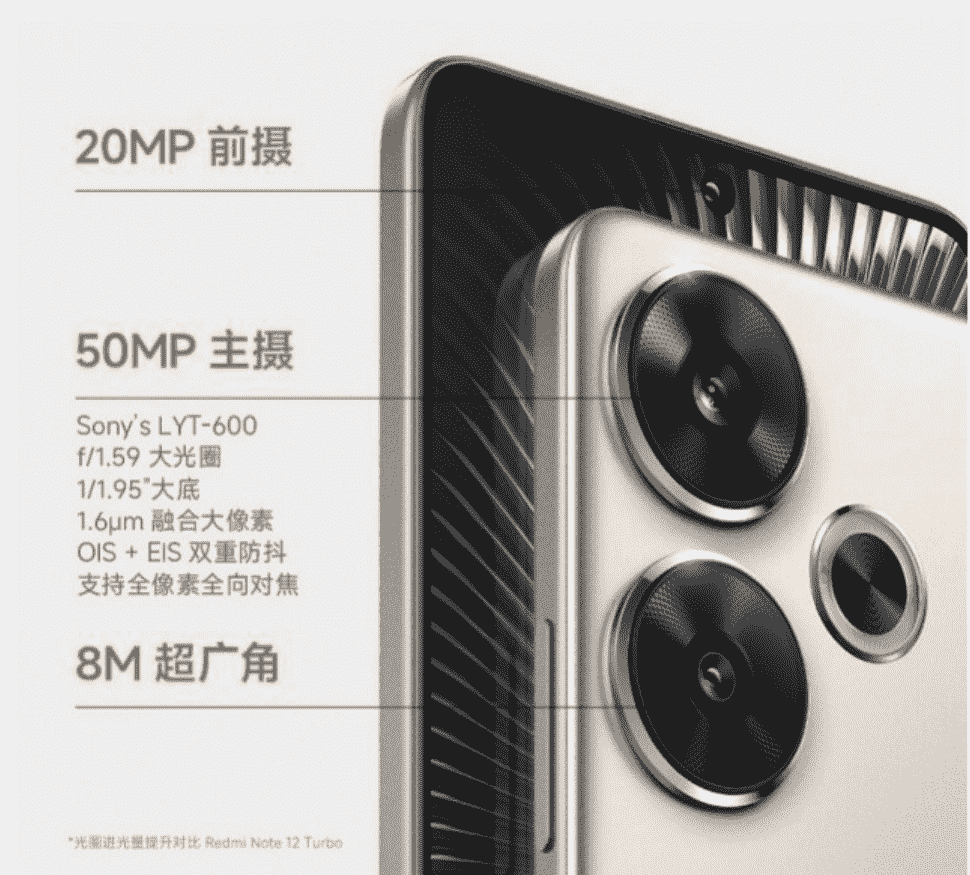 20MP 前摄
50MP 主摄
Sony's LYT-600
f/1.59 大光圈
1/1.95"大底
1.6μm 融合大像素
OIS + EIS 双重防抖
支持全像素全向对焦
8M 超广角
*光圈进光量提升对比 Redmi Note 12 Turbo